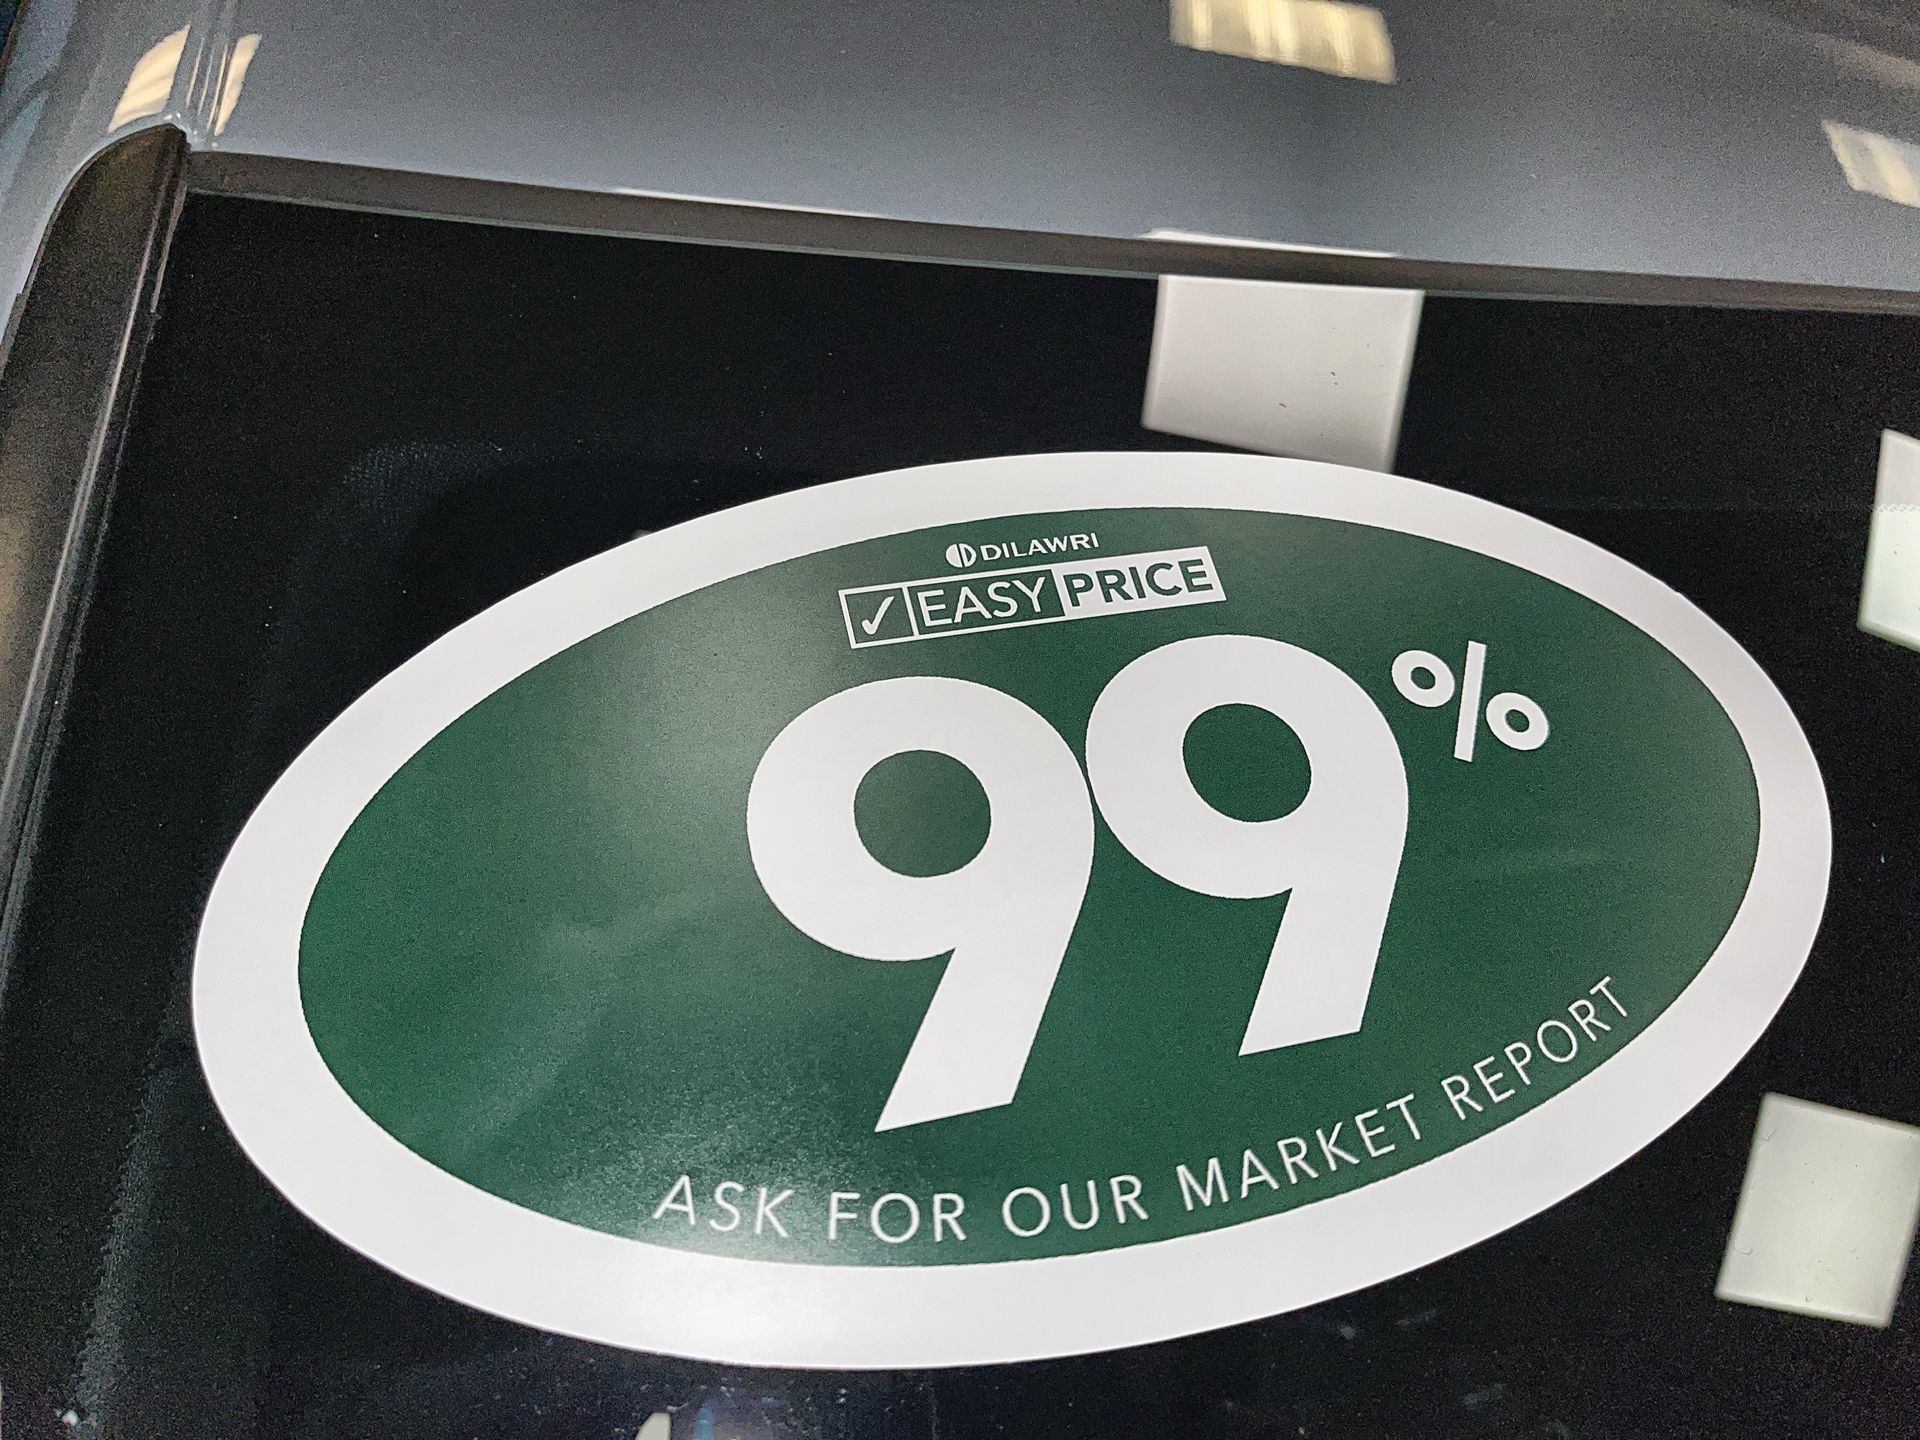 DILAWRI
✓ EASY PRICE
99%
ASK FOR OUR MARKET REPORT